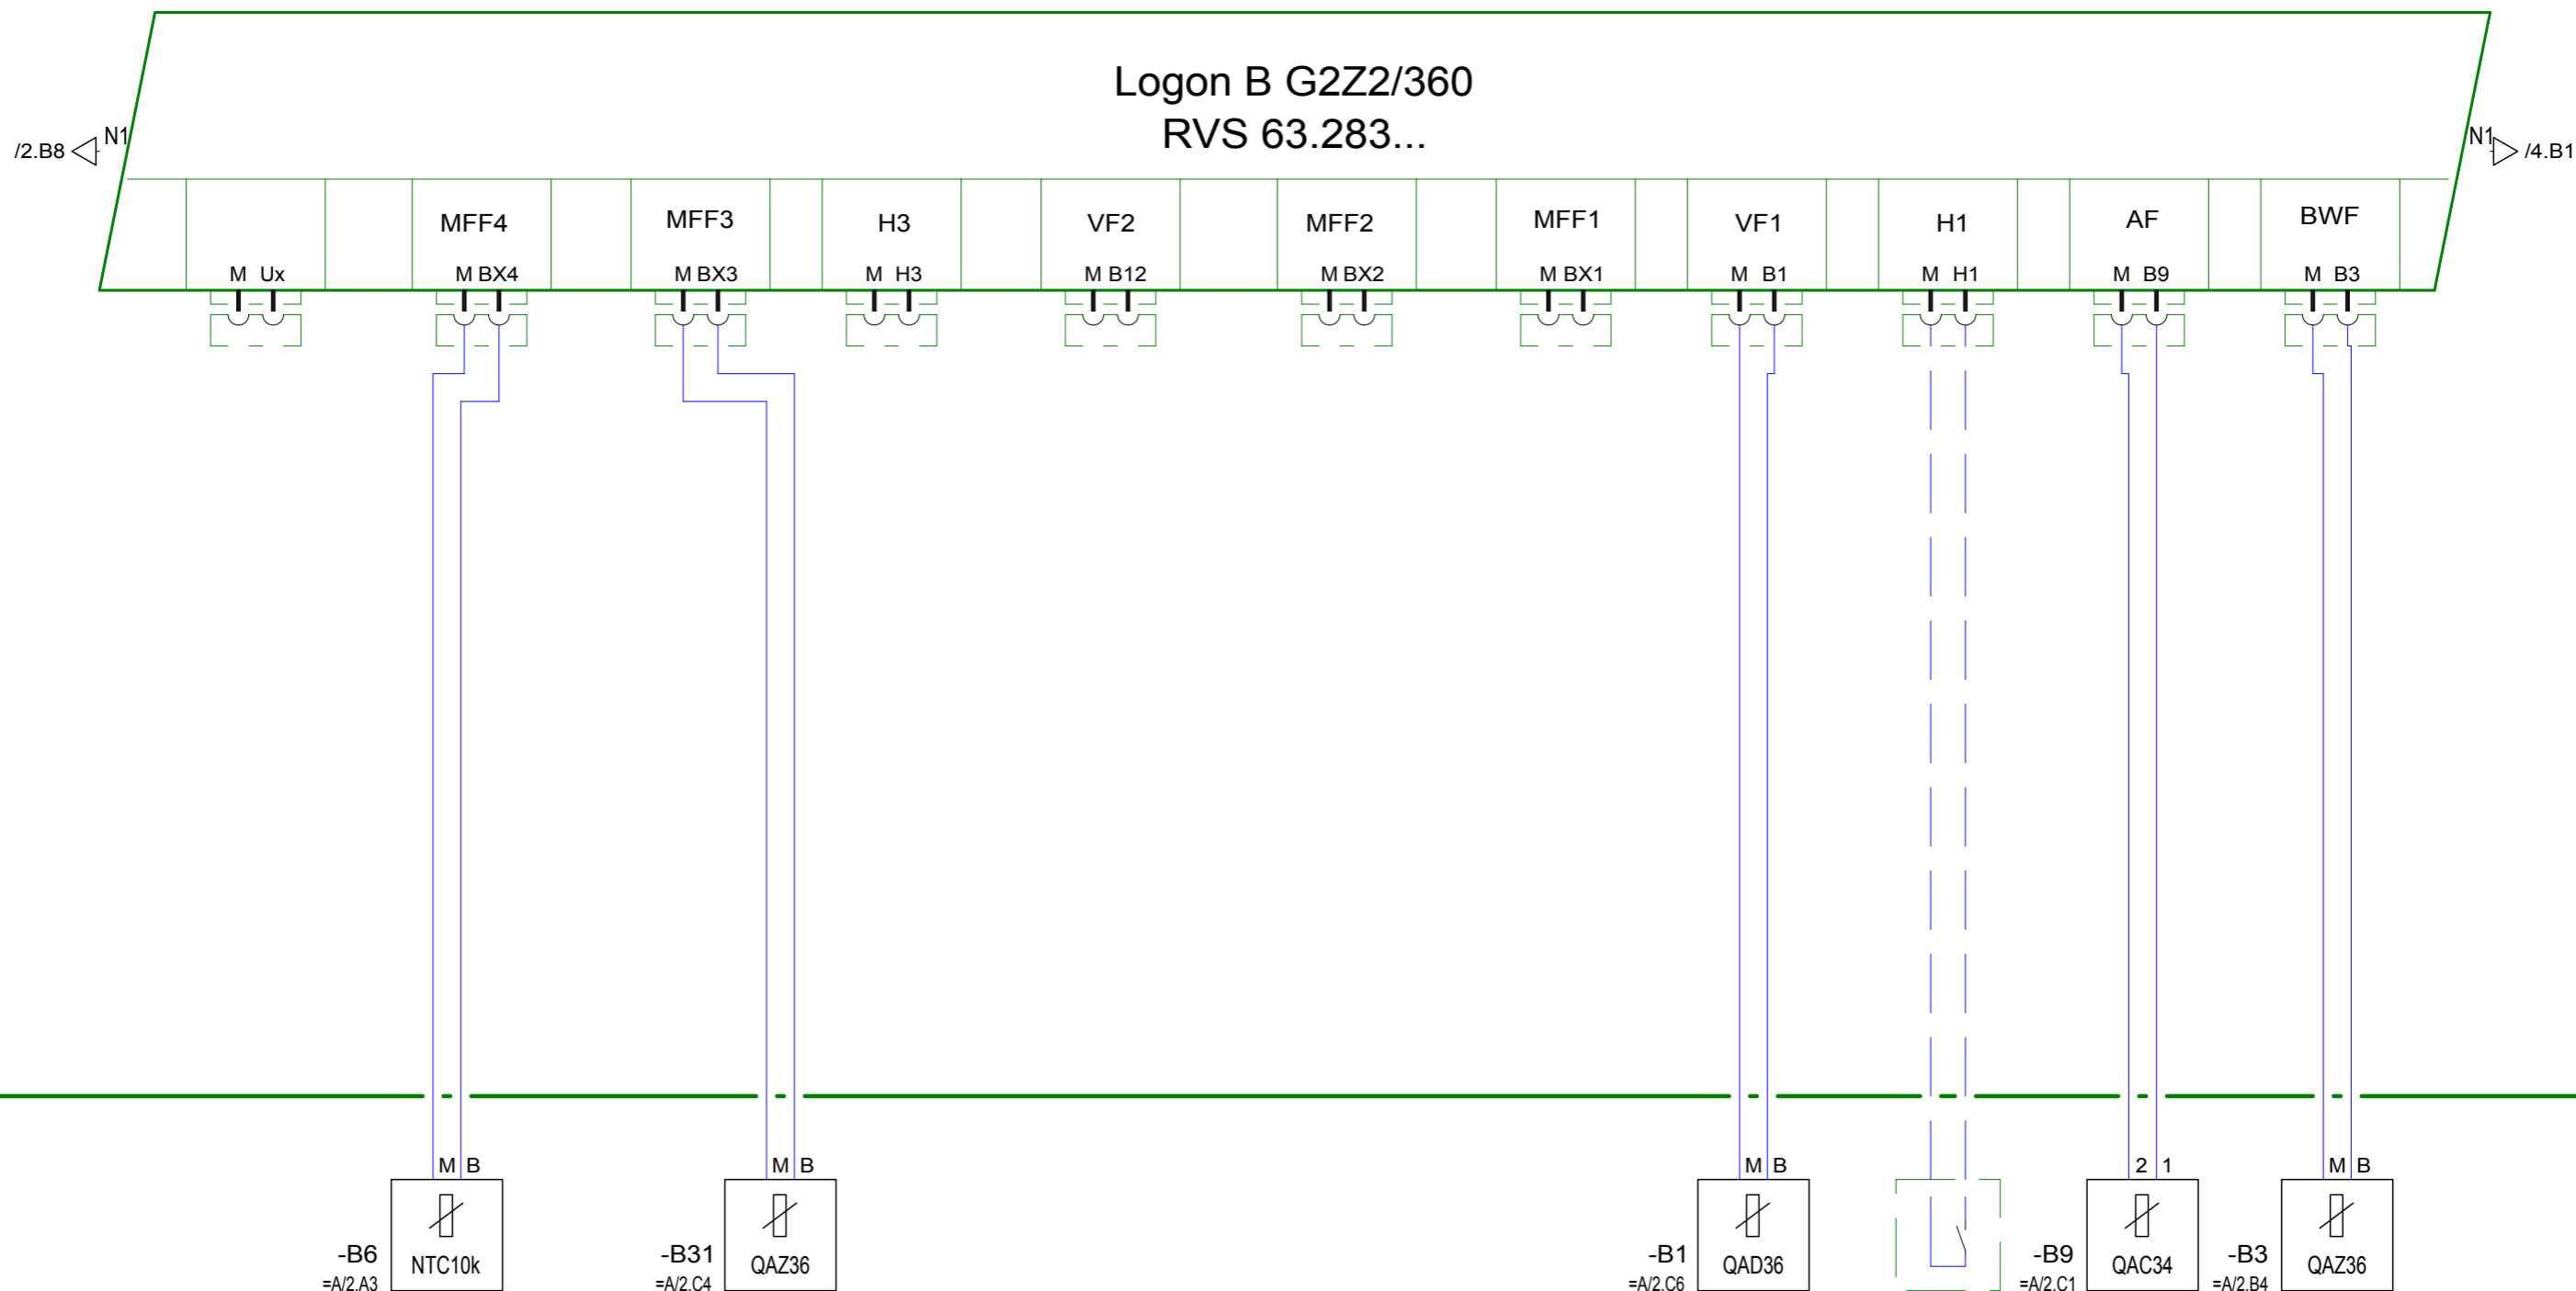 Logon B G2Z2/360
RVS 63.283...
/2.B8 N1 N1 /4.B1
MFF4 MFF3 H3 VF2 MFF2 MFF1 VF1 H1 AF BWF
M Ux M BX4 M BX3 M H3 M B12 M BX2 M BX1 M B1 M H1 M B9 M B3
M B M B M B 2 1 M B
-B6 NTC10k -B31 QAZ36 -B1 QAD36 -B9 QAC34 -B3 QAZ36
=A/2.A3 =A/2.C4 =A/2.C6 =A/2.C1 =A/2.B4